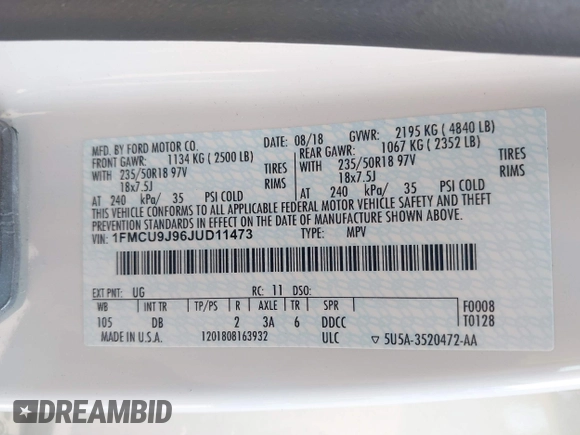 MFD. BY FORD MOTOR CO.
DATE: 08/18 GVWR: 2195 KG ( 4840 LB)
FRONT GAWR: 1134 KG ( 2500 LB)
REAR GAWR: 1067 KG ( 2352 LB)
WITH 235/50R18 97V TIRES
WITH 235/50R18 97V TIRES
18x7.5J RIMS
18x7.5J RIMS
AT 240 kPa/ 35 PSI COLD
AT 240 kPa/ 35 PSI COLD
THIS VEHICLE CONFORMS TO ALL APPLICABLE FEDERAL MOTOR VEHICLE SAFETY AND THEFT
PREVENTION STANDARDS IN EFFECT ON THE DATE OF MANUFACTURE SHOWN ABOVE.
VIN: 1FMCU9J96JUD11473 TYPE: MPV
EXT PNT: UG RC: 11 DSO:
WB INT TR TP/PS R AXLE TR SPR F0008
105 DB 2 3A 6 DDCC T0128
MADE IN U.S.A. 1201808163932 ULC 5U5A-3520472-AA
DREAMBID
DREAMBID.COM